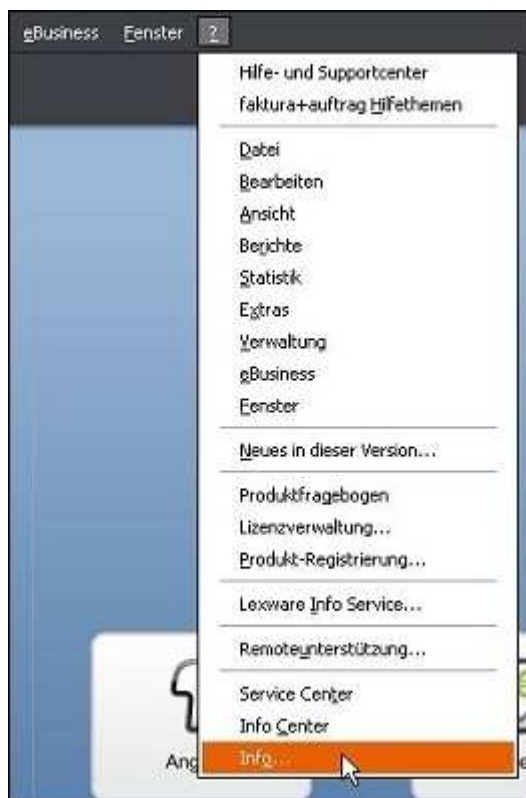 eBusiness Fenster ?
Hilfe- und Supportcenter
faktura+auftrag Hilfethemen
Datei
Bearbeiten
Ansicht
Berichte
Statistik
Extras
Verwaltung
eBusiness
Fenster
Neues in dieser Version...
Produktfragebogen
Lizenzverwaltung...
Produkt-Registrierung...
Lexware Info Service...
Remoteunterstützung...
Service Center
Info Center
Info...
Ang